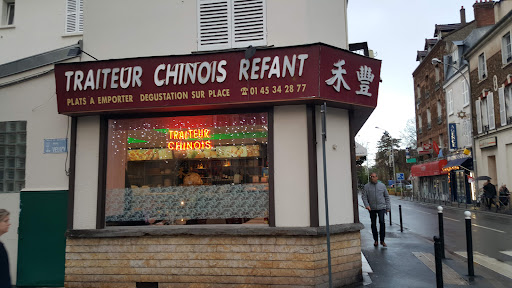 TRAITEUR CHINOIS REFANT 禾豐
PLATS A EMPORTER DEGUSTATION SUR PLACE ☎ 01 45 34 28 77
TRAITEUR
CHINOIS